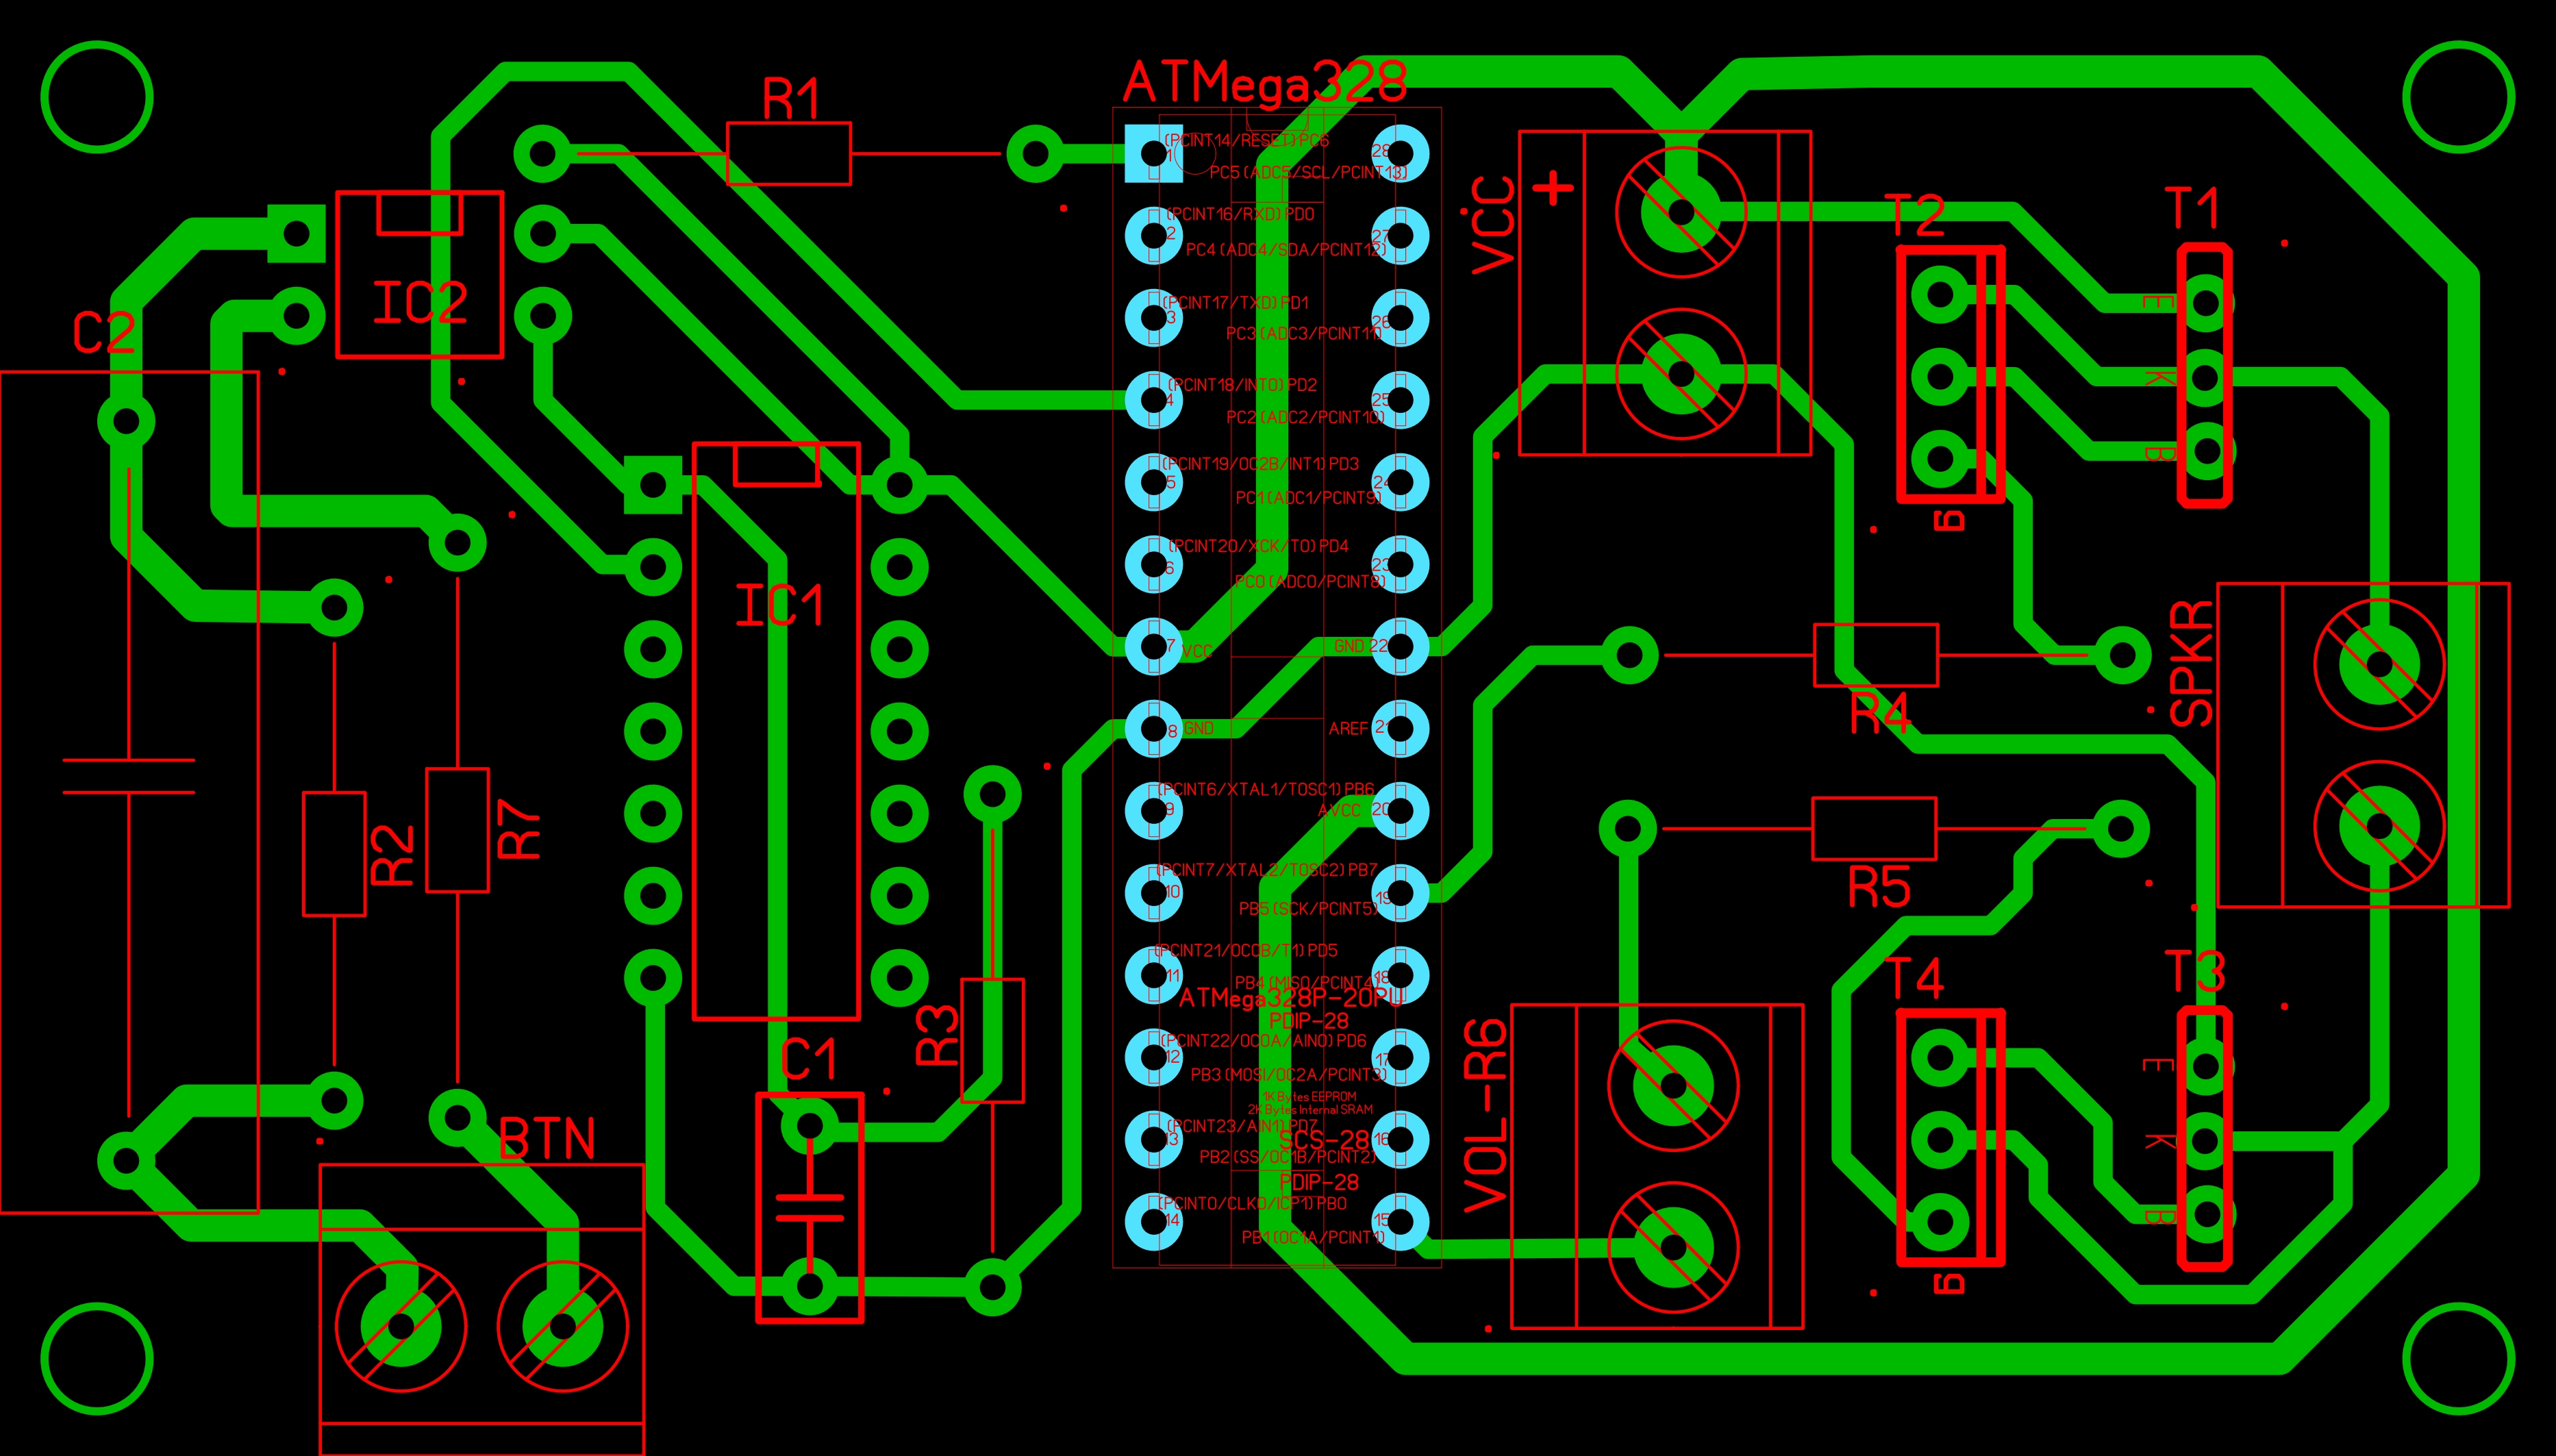 ATMega328
R1
(PCINT14/RESET) PC6
1
28
PC5 (ADC5/SCL/PCINT13)
(PCINT16/RXD) PD0
2
27
PC4 (ADC4/SDA/PCINT12)
(PCINT17/TXD) PD1
3
26
PC3 (ADC3/PCINT11)
(PCINT18/INT0) PD2
4
25
PC2 (ADC2/PCINT10)
(PCINT19/OC2B/INT1) PD3
5
24
PC1 (ADC1/PCINT9)
(PCINT20/XCK/T0) PD4
6
23
PC0 (ADC0/PCINT8)
7 VCC
GND 22
8 GND
AREF 21
(PCINT6/XTAL1/TOSC1) PB6
9
AVCC 20
(PCINT7/XTAL2/TOSC2) PB7
10
19
PB5 (SCK/PCINT5)
(PCINT21/OC0B/T1) PD5
11
18
PB4 (MISO/PCINT4)
ATMega328P-20PU
PDIP-28
(PCINT22/OC0A/AIN0) PD6
12
17
PB3 (MOSI/OC2A/PCINT3)
1K Bytes EEPROM
2K Bytes Internal SRAM
(PCINT23/AIN1) PD7
13
SCS-28
16
PB2 (SS/OC1B/PCINT2)
PDIP-28
(PCINT0/CLKO/ICP1) PB0
14
15
PB1 (OC1A/PCINT1)
VCC
+
T2
T1
E
K
B
IC2
C2
IC1
R4
SPKR
R5
R2
R7
R3
C1
BTN
VOL-R6
T4
T3
E
K
B